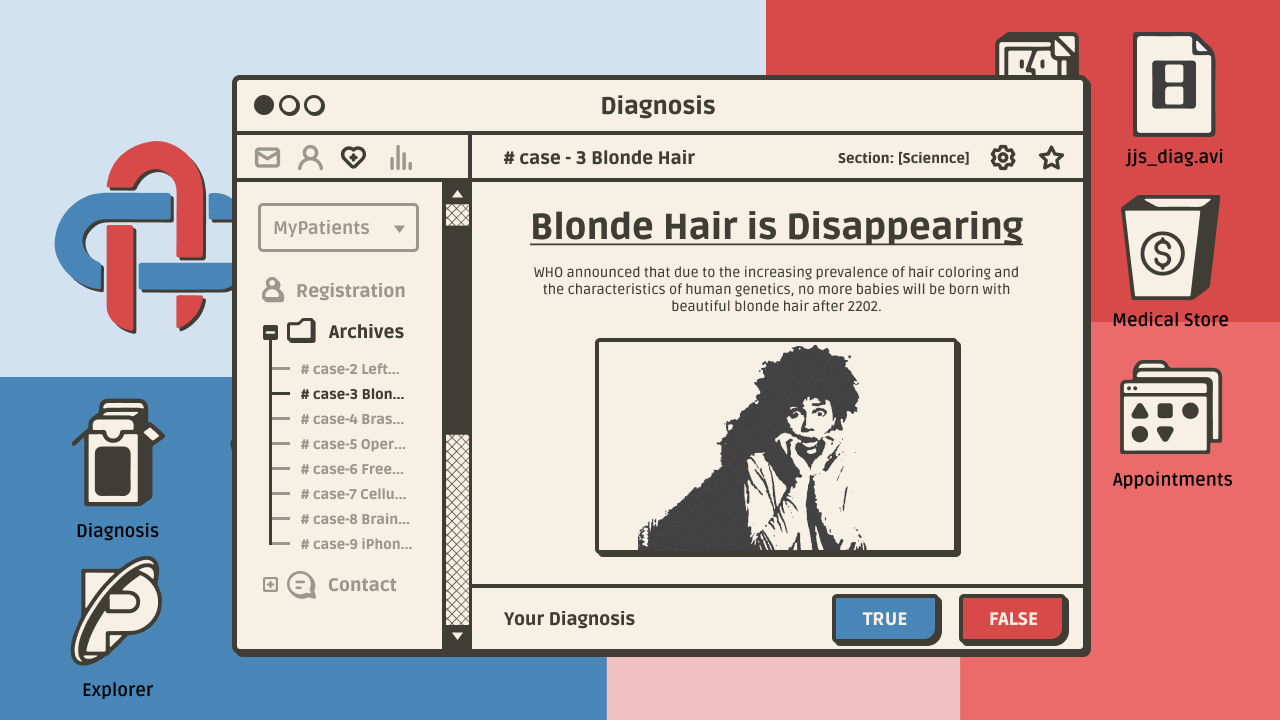 Diagnosis
# case - 3 Blonde Hair
Section: [Sciennce]
MyPatients
Registration
Archives
# case-2 Left...
# case-3 Blon...
# case-4 Bras...
# case-5 Oper...
# case-6 Free...
# case-7 Cellu...
# case-8 Brain...
# case-9 iPhon...
Contact
Blonde Hair is Disappearing
WHO announced that due to the increasing prevalence of hair coloring and
the characteristics of human genetics, no more babies will be born with
beautiful blonde hair after 2202.
Your Diagnosis
TRUE
FALSE
Diagnosis
Explorer
jjs_diag.avi
Medical Store
Appointments